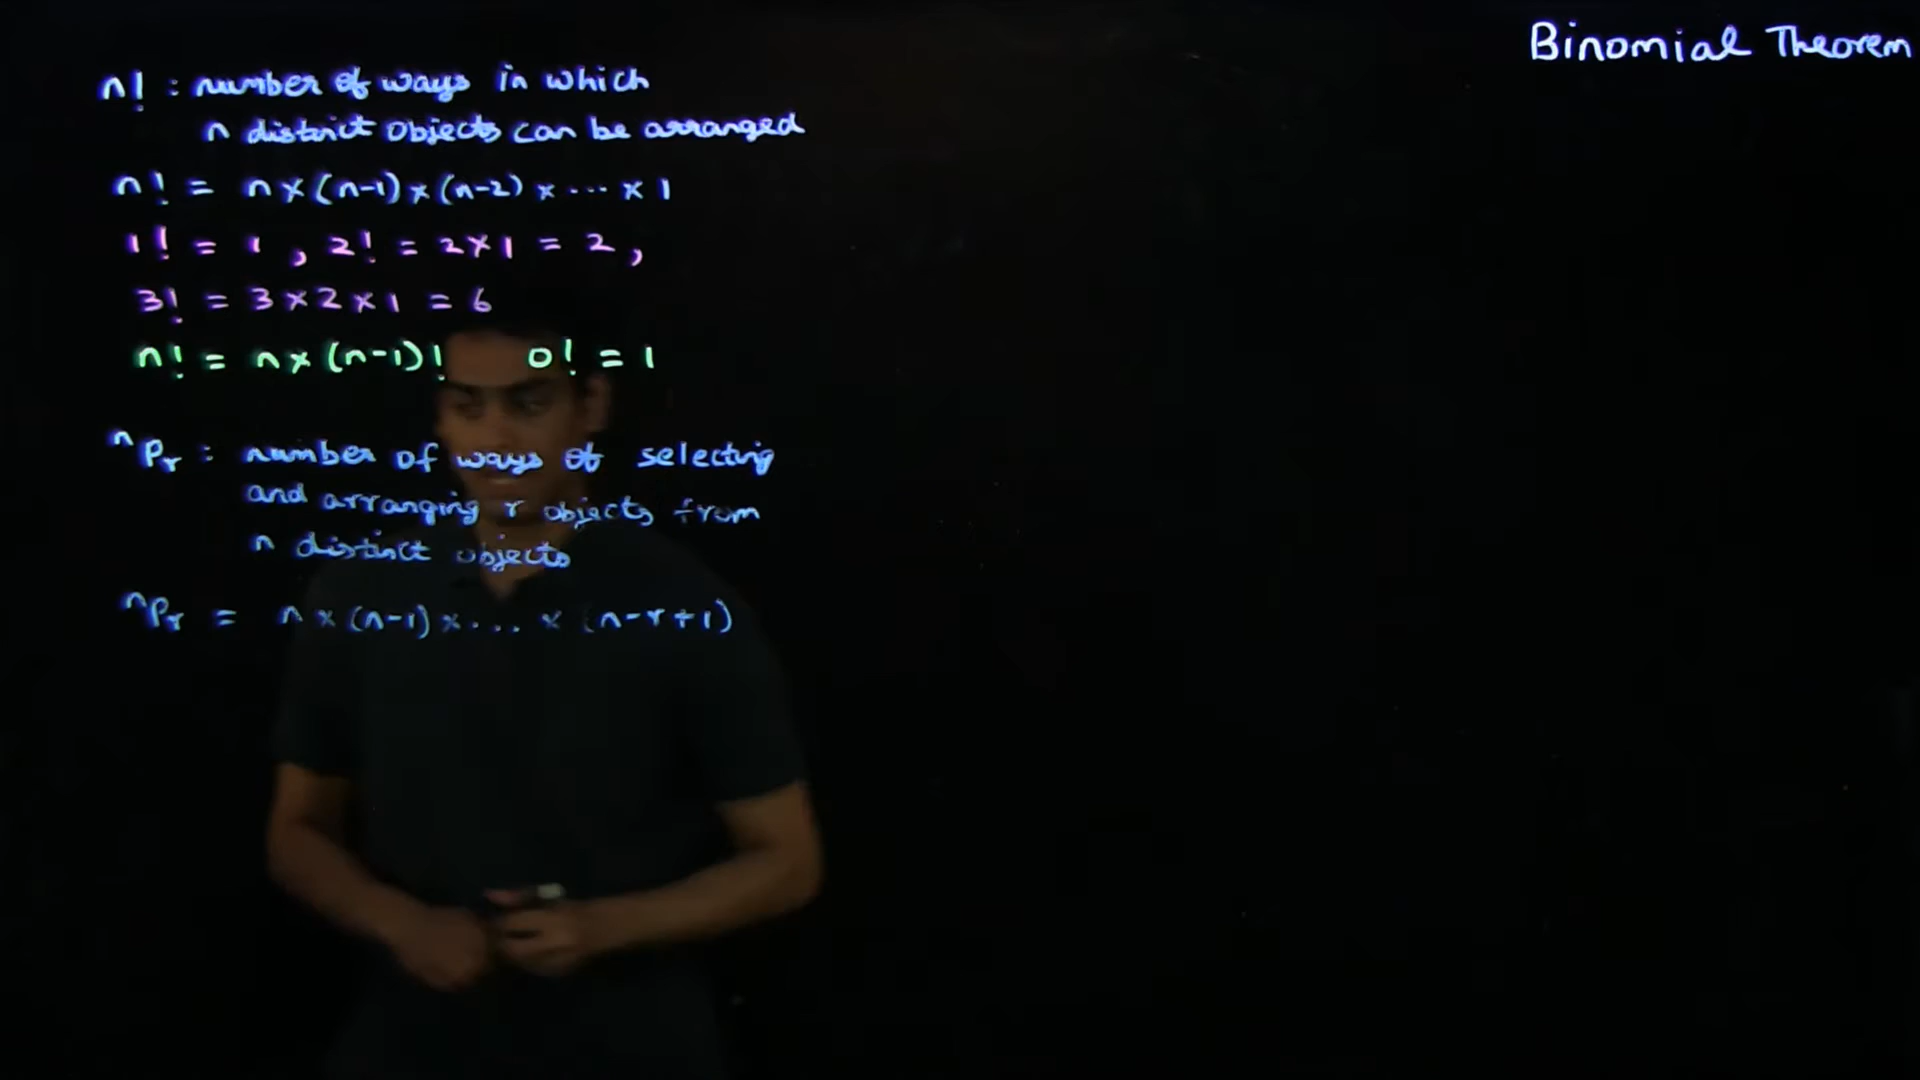 Binomial Theorem
n! : number of ways in which
n distinct objects can be arranged
n! = n × (n-1) × (n-2) × ... × 1
1! = 1 , 2! = 2×1 = 2 ,
3! = 3 × 2 × 1 = 6
n! = n × (n-1)! 0! = 1
ⁿPᵣ : number of ways of selecting
and arranging r objects from
n distinct objects
ⁿPᵣ = n × (n-1) × ... × (n-r+1)